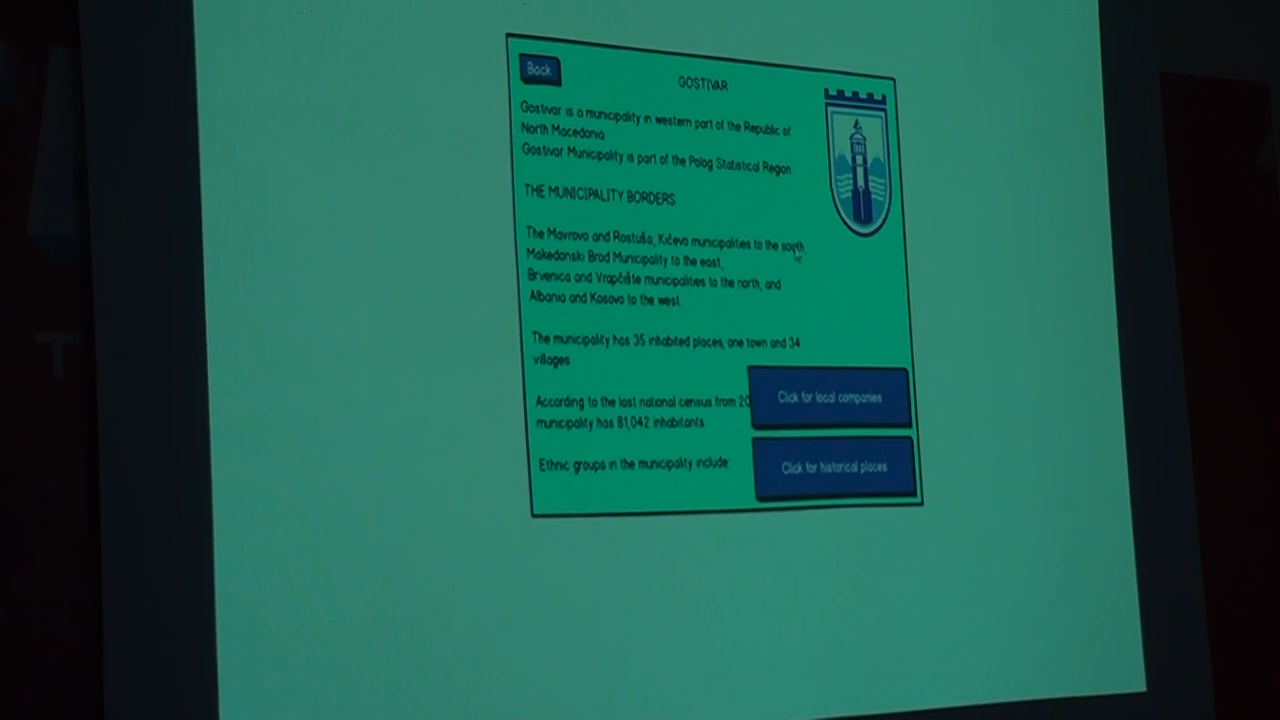 Back
GOSTIVAR
Gostivar is a municipality in western part of the Republic of
North Macedonia
Gostivar Municipality is part of the Polog Statistical Region.
THE MUNICIPALITY BORDERS
The Mavrovo and Rostuša, Kičevo municipalities to the south,
Makedonski Brod Municipality to the east,
Brvenica and Vrapčište municipalities to the north, and
Albania and Kosovo to the west.
The municipality has 35 inhabited places, one town and 34
villages.
According to the last national census from 20
municipality has 81,042 inhabitants.
Ethnic groups in the municipality include
Click for local companies
Click for historical places
T